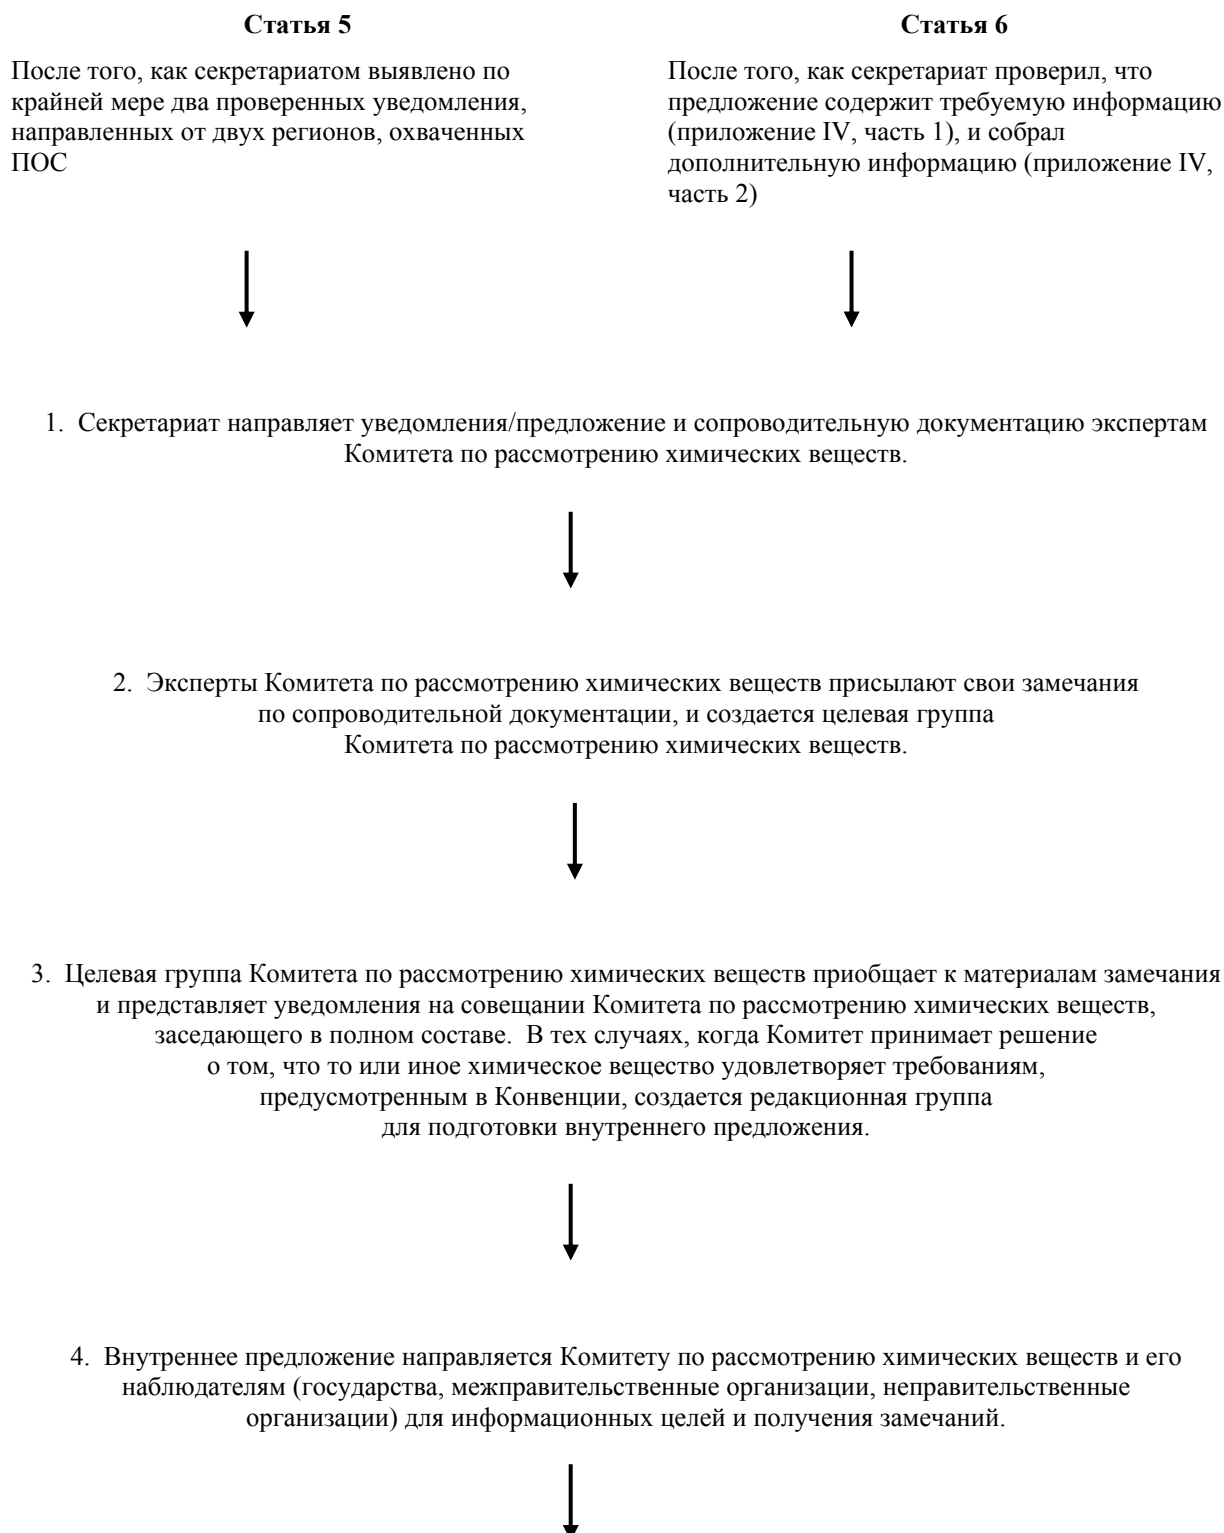 Статья 5
После того, как секретариатом выявлено по
крайней мере два проверенных уведомления,
направленных от двух регионов, охваченных
ПОС
Статья 6
После того, как секретариат проверил, что
предложение содержит требуемую информацию
(приложение IV, часть 1), и собрал
дополнительную информацию (приложение IV,
часть 2)
1. Секретариат направляет уведомления/предложение и сопроводительную документацию экспертам
Комитета по рассмотрению химических веществ.
2. Эксперты Комитета по рассмотрению химических веществ присылают свои замечания
по сопроводительной документации, и создается целевая группа
Комитета по рассмотрению химических веществ.
3. Целевая группа Комитета по рассмотрению химических веществ приобщает к материалам замечания
и представляет уведомления на совещании Комитета по рассмотрению химических веществ,
заседающего в полном составе. В тех случаях, когда Комитет принимает решение
о том, что то или иное химическое вещество удовлетворяет требованиям,
предусмотренным в Конвенции, создается редакционная группа
для подготовки внутреннего предложения.
4. Внутреннее предложение направляется Комитету по рассмотрению химических веществ и его
наблюдателям (государства, межправительственные организации, неправительственные
организации) для информационных целей и получения замечаний.